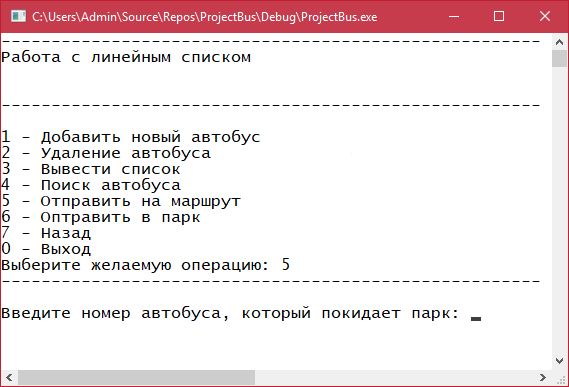 C:\Users\Admin\Source\Repos\ProjectBus\Debug\ProjectBus.exe
------------------------------------------------------
Работа с линейным списком
------------------------------------------------------
1 - Добавить новый автобус
2 - Удаление автобуса
3 - Вывести список
4 - Поиск автобуса
5 - Отправить на маршрут
6 - Оптравить в парк
7 - Назад
0 - Выход
Выберите желаемую операцию: 5
------------------------------------------------------
Введите номер автобуса, который покидает парк: _